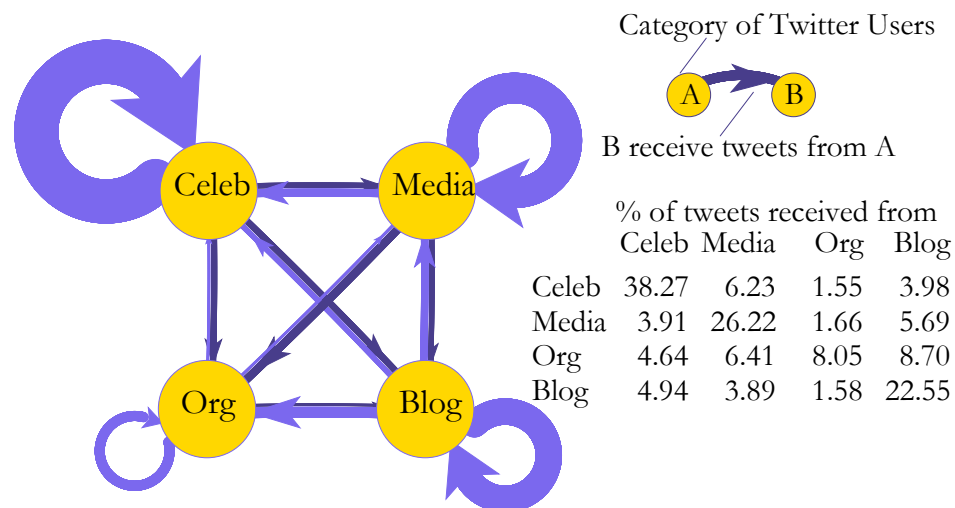 Category of Twitter Users
A
B
B receive tweets from A
Celeb
Media
Org
Blog
% of tweets received from
Celeb Media Org Blog
Celeb 38.27 6.23 1.55 3.98
Media 3.91 26.22 1.66 5.69
Org 4.64 6.41 8.05 8.70
Blog 4.94 3.89 1.58 22.55